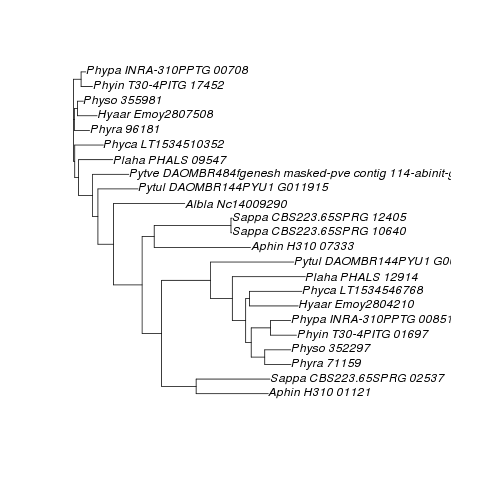 Phypa INRA-310PPTG 00708
Phyin T30-4PITG 17452
Physo 355981
Hyaar Emoy2807508
Phyra 96181
Phyca LT1534510352
Plaha PHALS 09547
Pytve DAOMBR484fgenesh masked-pve contig 114-abinit-g
Pytul DAOMBR144PYU1 G011915
Albla Nc14009290
Sappa CBS223.65SPRG 12405
Sappa CBS223.65SPRG 10640
Aphin H310 07333
Pytul DAOMBR144PYU1 G00
Plaha PHALS 12914
Phyca LT1534546768
Hyaar Emoy2804210
Phypa INRA-310PPTG 00851
Phyin T30-4PITG 01697
Physo 352297
Phyra 71159
Sappa CBS223.65SPRG 02537
Aphin H310 01121